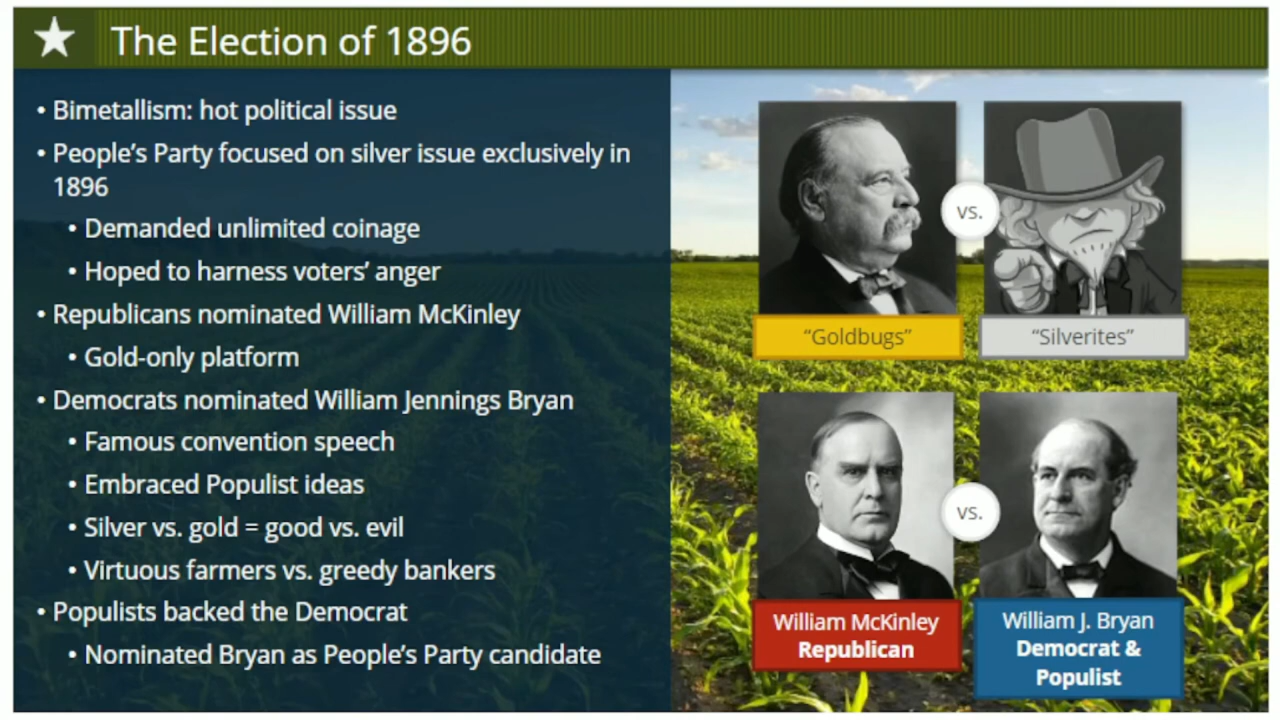 The Election of 1896
• Bimetallism: hot political issue
• People’s Party focused on silver issue exclusively in
1896
• Demanded unlimited coinage
• Hoped to harness voters’ anger
• Republicans nominated William McKinley
• Gold-only platform
• Democrats nominated William Jennings Bryan
• Famous convention speech
• Embraced Populist ideas
• Silver vs. gold = good vs. evil
• Virtuous farmers vs. greedy bankers
• Populists backed the Democrat
• Nominated Bryan as People’s Party candidate
vs.
“Goldbugs”
“Silverites”
vs.
William McKinley
Republican
William J. Bryan
Democrat &
Populist